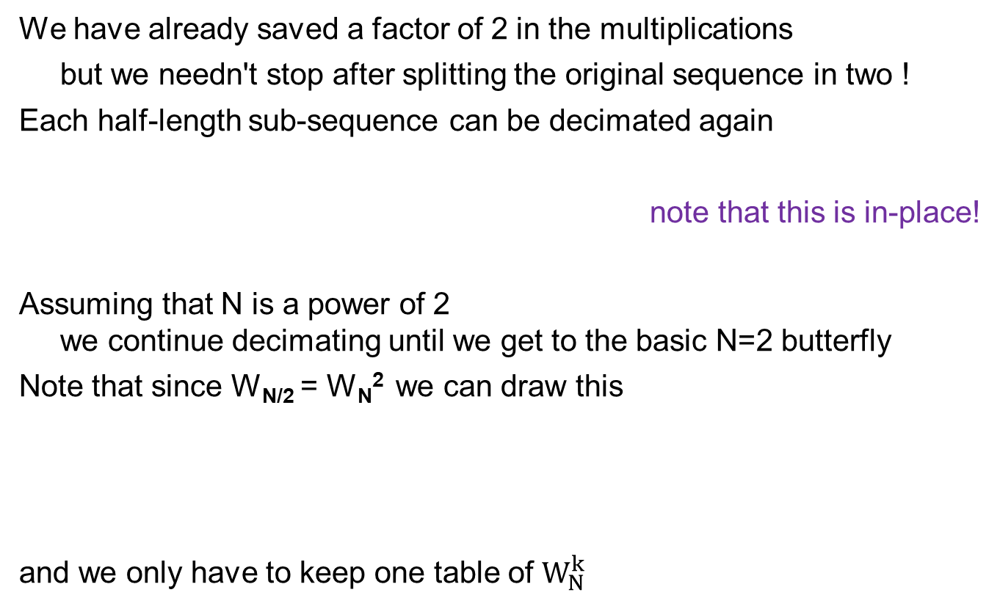 We have already saved a factor of 2 in the multiplications
but we needn't stop after splitting the original sequence in two !
Each half-length sub-sequence can be decimated again
note that this is in-place!
Assuming that N is a power of 2
we continue decimating until we get to the basic N=2 butterfly
Note that since W_{N/2} = W_N^2 we can draw this
and we only have to keep one table of W_N^k